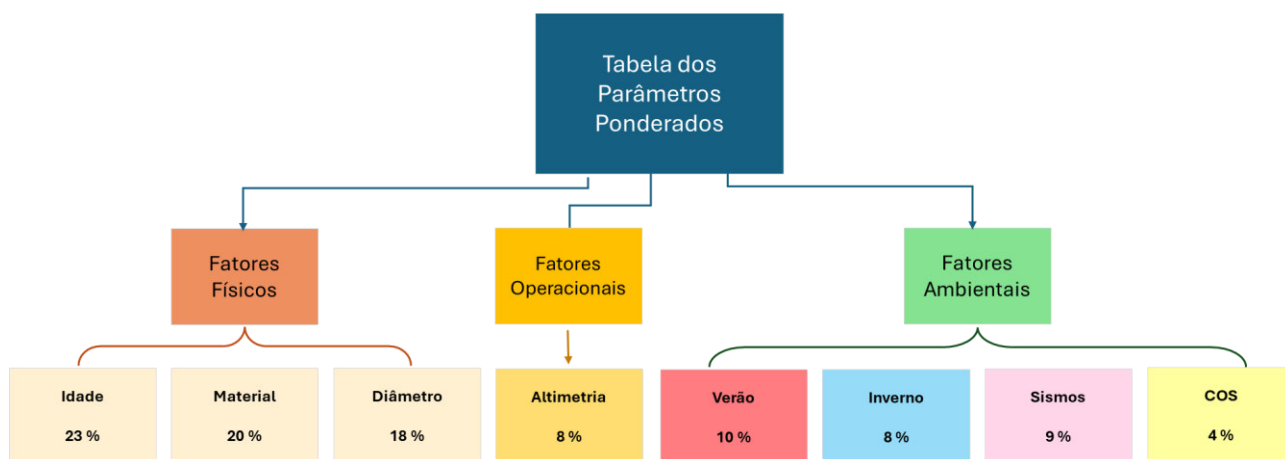 Tabela dos
Parâmetros
Ponderados
Fatores
Físicos
Fatores
Operacionais
Fatores
Ambientais
Idade
23 %
Material
20 %
Diâmetro
18 %
Altimetria
8 %
Verão
10 %
Inverno
8 %
Sismos
9 %
COS
4 %